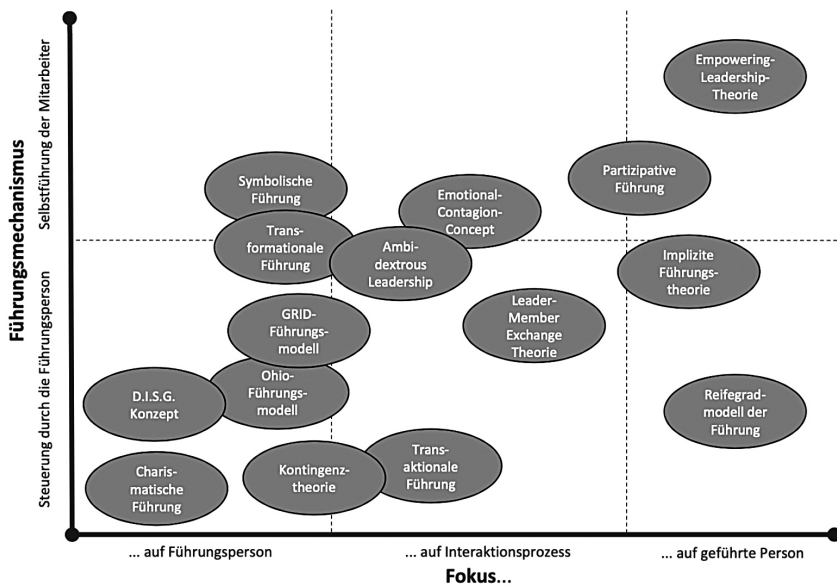 Führungsmechanismus
Selbstführung der Mitarbeiter
Steuerung durch die Führungsperson
Empowering-
Leadership-
Theorie
Symbolische
Führung
Emotional-
Contagion-
Concept
Partizipative
Führung
Trans-
formationale
Führung
Ambi-
dextrous
Leadership
Implizite
Führungs-
theorie
GRID-
Führungs-
modell
Leader-
Member
Exchange
Theorie
D.I.S.G.
Konzept
Ohio-
Führungs-
modell
Reifegrad-
modell der
Führung
Charis-
matische
Führung
Kontingenz-
theorie
Trans-
aktionale
Führung
... auf Führungsperson
... auf Interaktionsprozess
... auf geführte Person
Fokus...